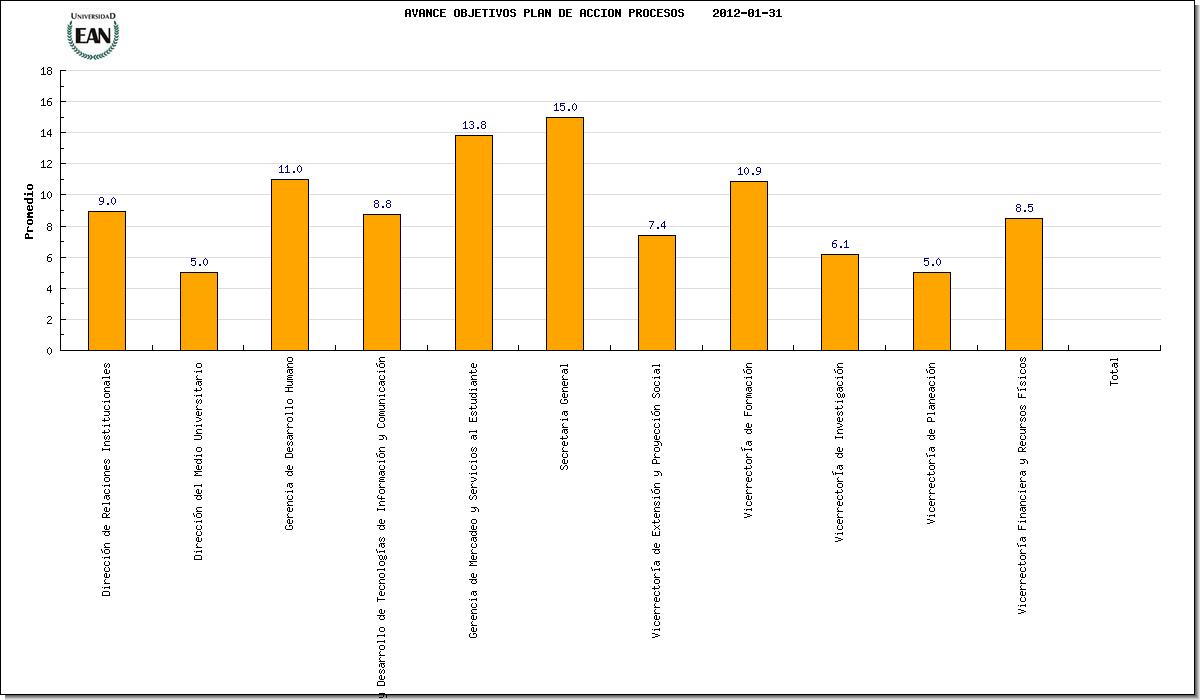 UNIVERSIDAD
EAN
AVANCE OBJETIVOS PLAN DE ACCION PROCESOS 2012-01-31
Promedio
18
16
14
12
10
8
6
4
2
0
9.0
5.0
11.0
8.8
13.8
15.0
7.4
10.9
6.1
5.0
8.5
Dirección de Relaciones Institucionales
Dirección del Medio Universitario
Gerencia de Desarrollo Humano
y Desarrollo de Tecnologías de Información y Comunicación
Gerencia de Mercadeo y Servicios al Estudiante
Secretaria General
Vicerrectoría de Extensión y Proyección Social
Vicerrectoría de Formación
Vicerrectoría de Investigación
Vicerrectoría de Planeación
Vicerrectoría Financiera y Recursos Físicos
Total